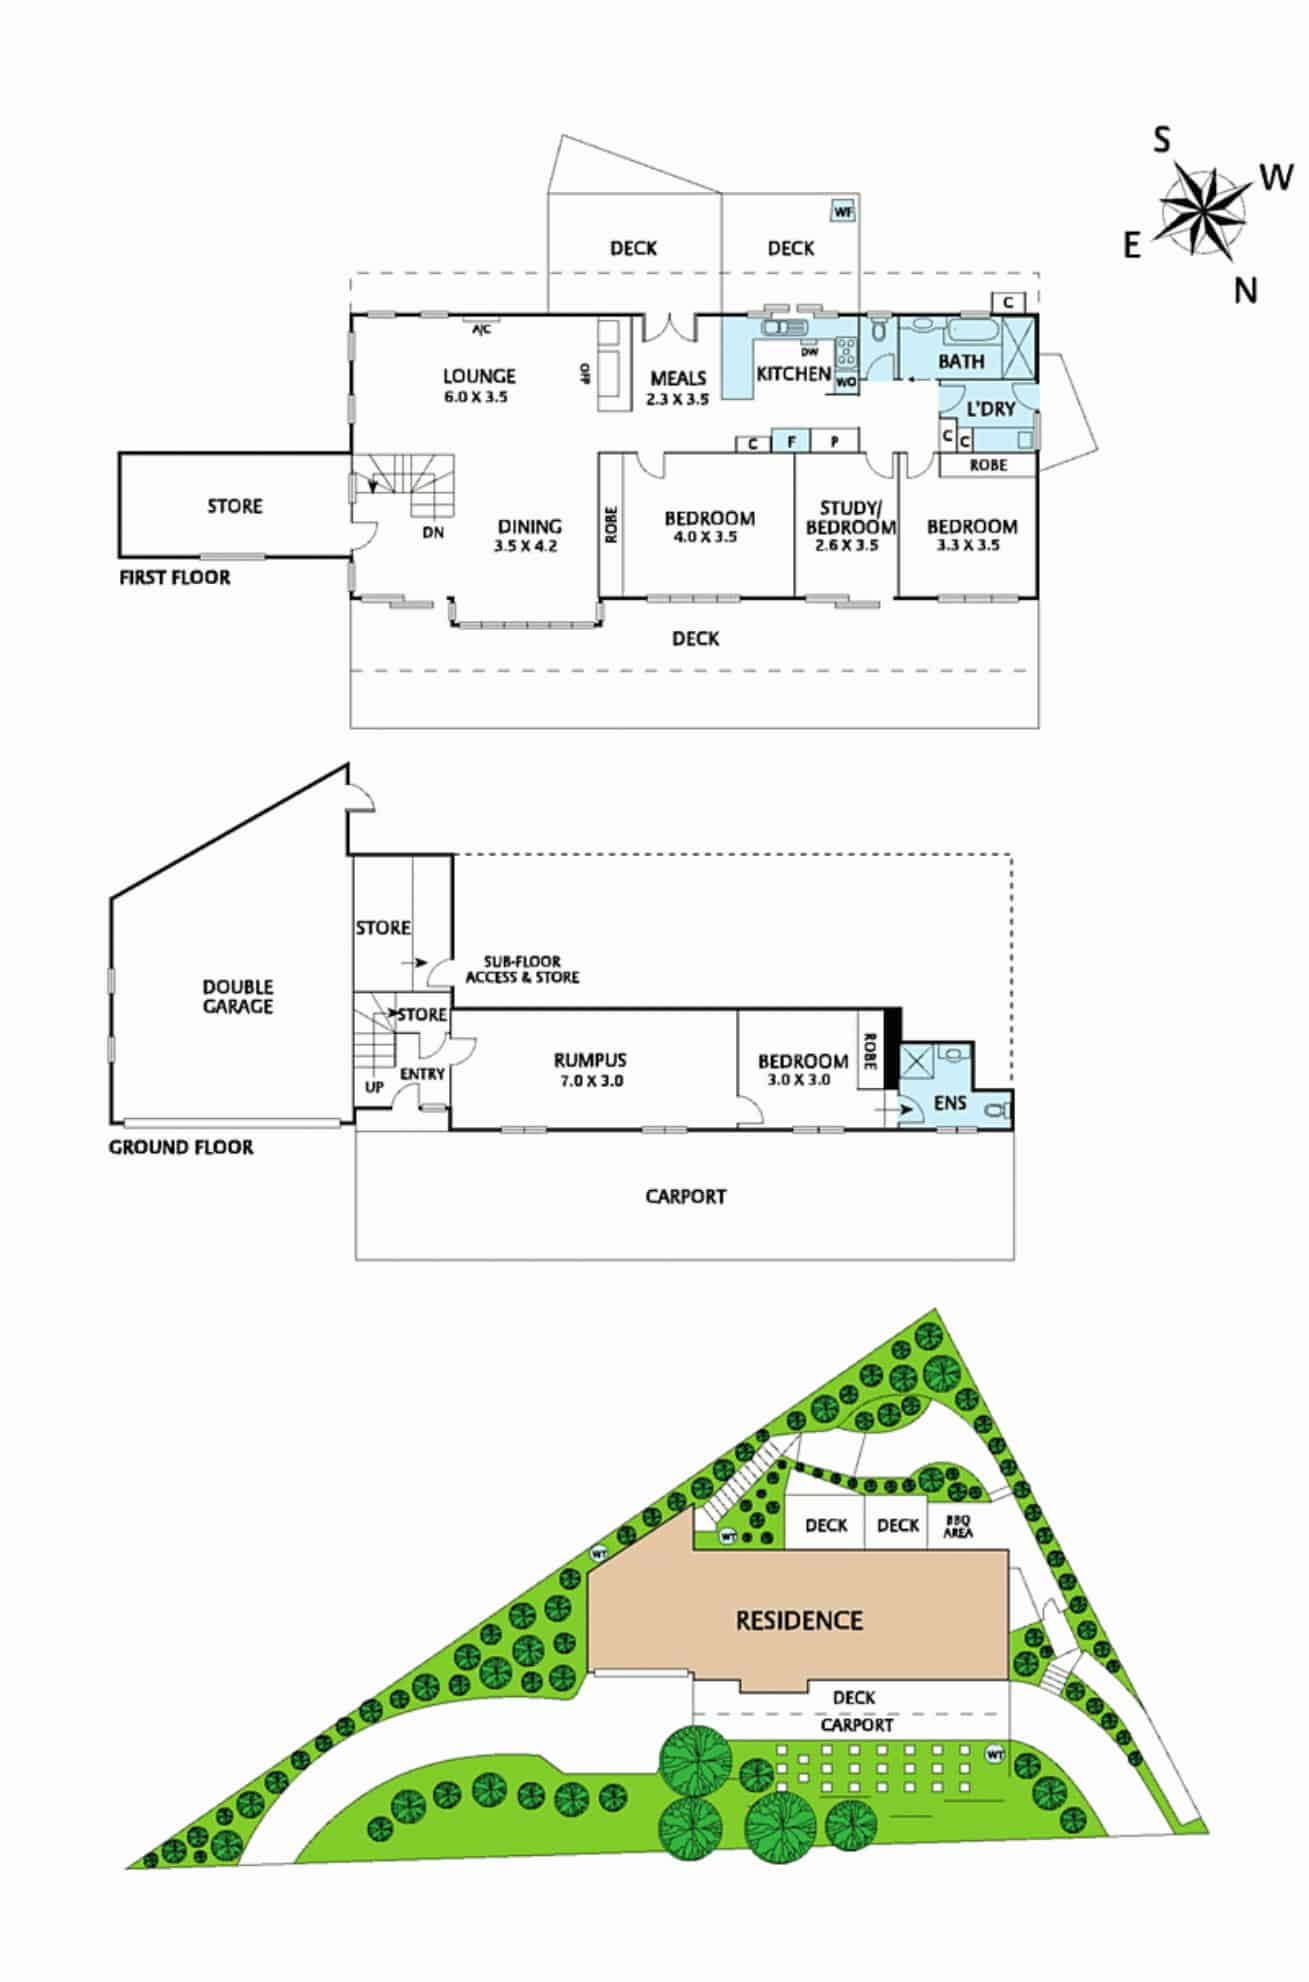 S
W
E
N
DECK
DECK
WF
C
A/C
LOUNGE
6.0 X 3.5
OFP
MEALS
2.3 X 3.5
KITCHEN
DW
WO
BATH
L'DRY
C
F
P
C
C
ROBE
STORE
DN
DINING
3.5 X 4.2
ROBE
BEDROOM
4.0 X 3.5
STUDY/
BEDROOM
2.6 X 3.5
BEDROOM
3.3 X 3.5
FIRST FLOOR
DECK
STORE
DOUBLE
GARAGE
SUB-FLOOR
ACCESS & STORE
STORE
UP
ENTRY
RUMPUS
7.0 X 3.0
BEDROOM
3.0 X 3.0
ROBE
ENS
GROUND FLOOR
CARPORT
DECK
DECK
BBQ
AREA
WT
WT
RESIDENCE
DECK
CARPORT
WT